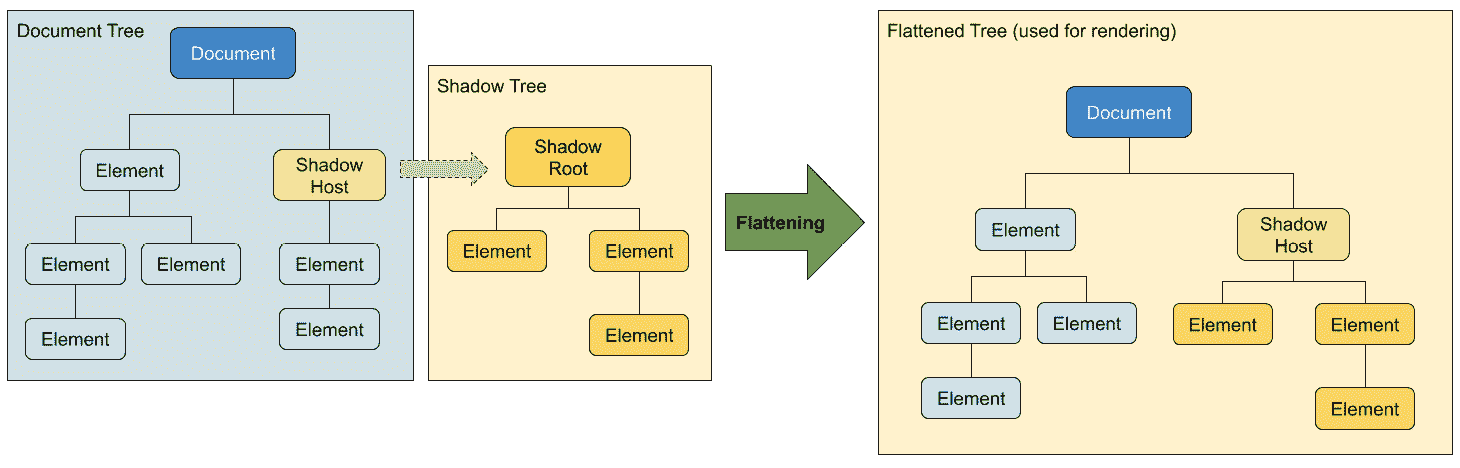 Document Tree
Document
Element
Shadow
Host
Element
Element
Element
Element
Element
Shadow Tree
Shadow
Root
Element
Element
Element
Flattening
Flattened Tree (used for rendering)
Document
Element
Shadow
Host
Element
Element
Element
Element
Element
Element